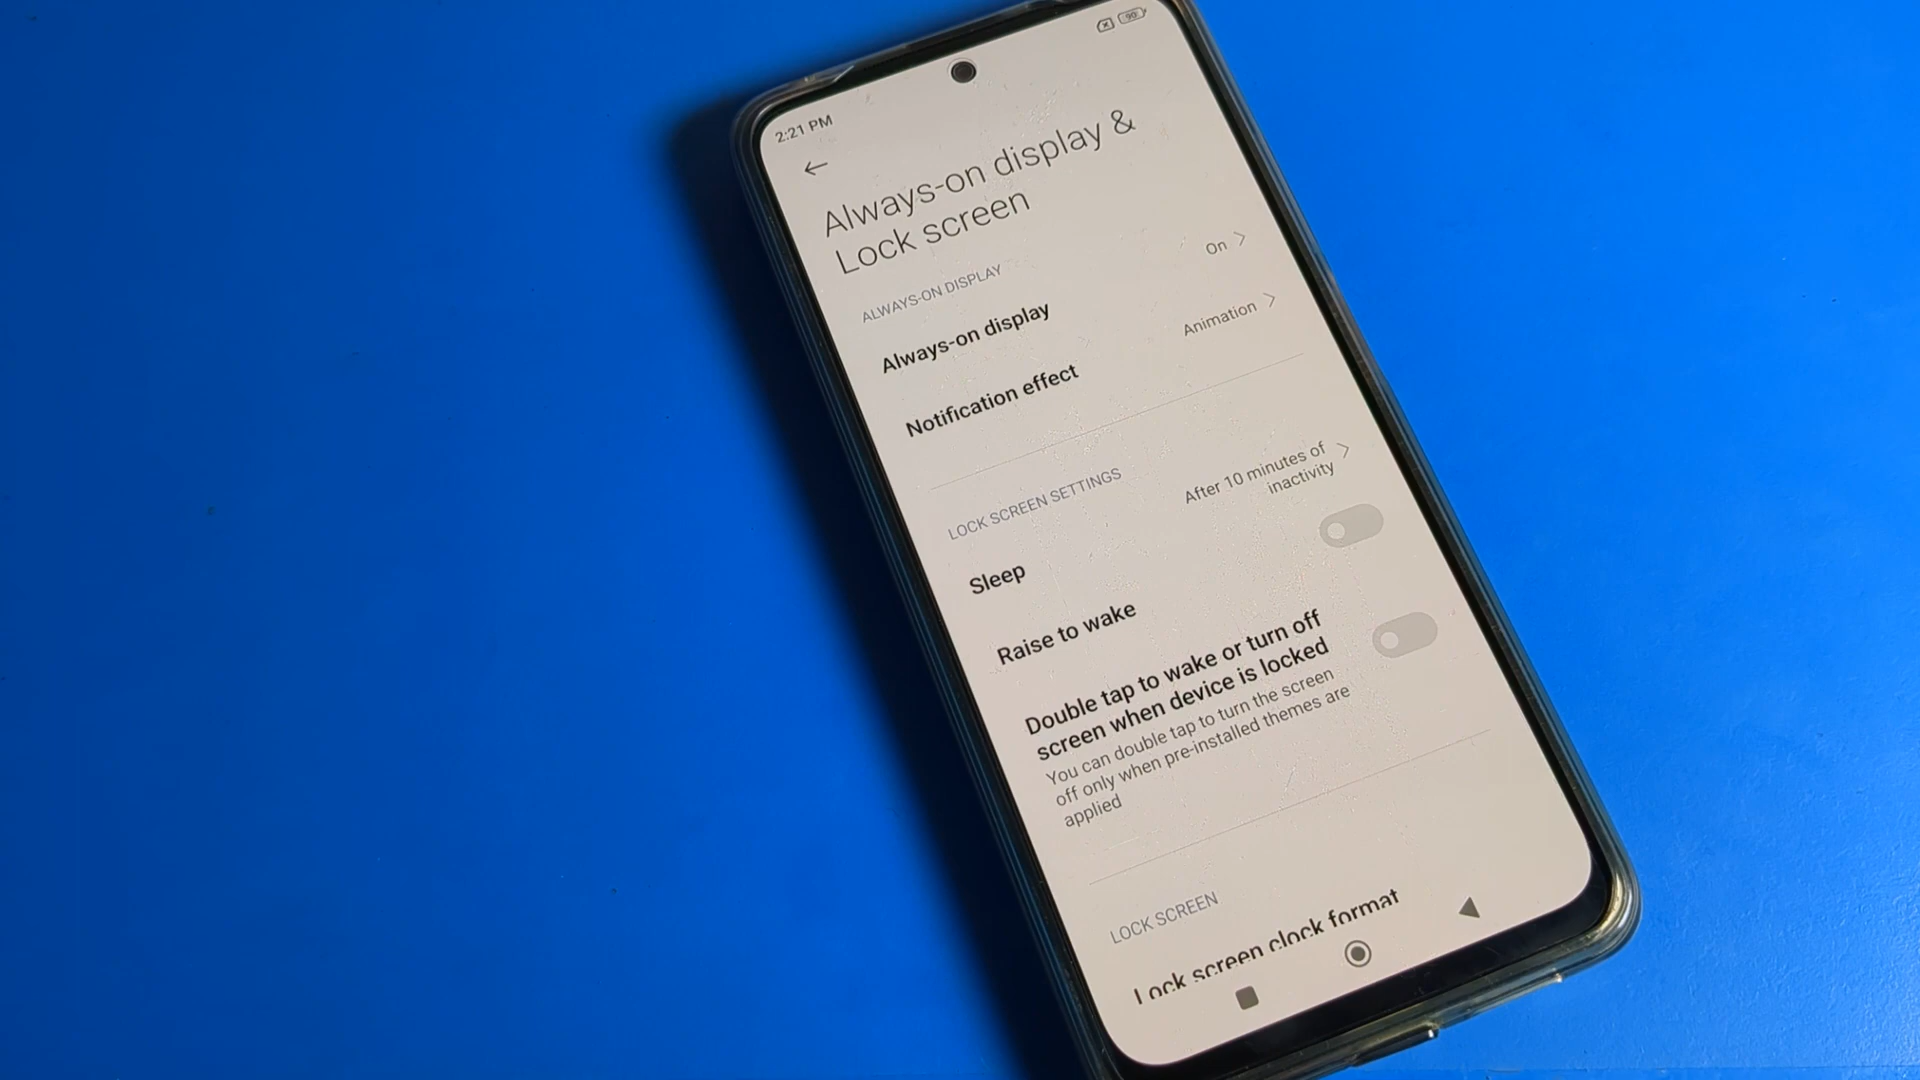 2:21 PM
90
Always-on display &
Lock screen
ALWAYS-ON DISPLAY
Always-on display
On
Notification effect
Animation
LOCK SCREEN SETTINGS
Sleep
After 10 minutes of
inactivity
Raise to wake
Double tap to wake or turn off
screen when device is locked
You can double tap to turn the screen
off only when pre-installed themes are
applied
LOCK SCREEN
Lock screen clock format